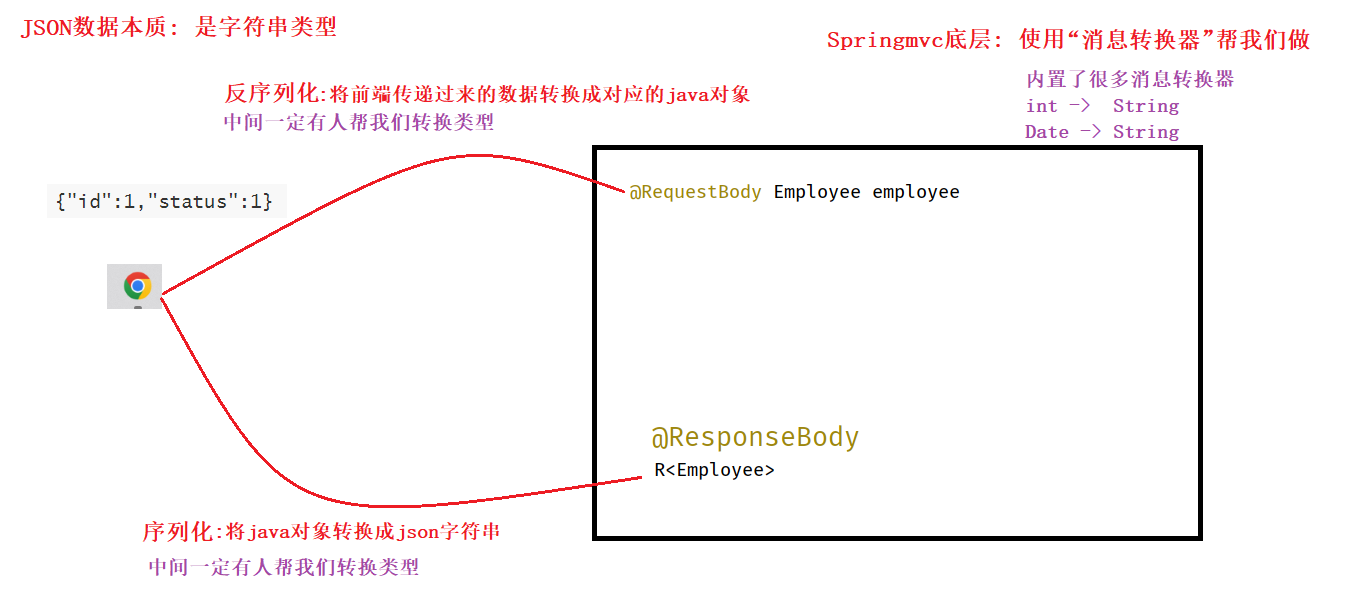 JSON数据本质: 是字符串类型
Springmvc底层: 使用“消息转换器”帮我们做
内置了很多消息转换器
int -> String
Date -> String
反序列化:将前端传递过来的数据转换成对应的java对象
中间一定有人帮我们转换类型
{"id":1,"status":1}
@RequestBody Employee employee
@ResponseBody
R<Employee>
序列化:将java对象转换成json字符串
中间一定有人帮我们转换类型